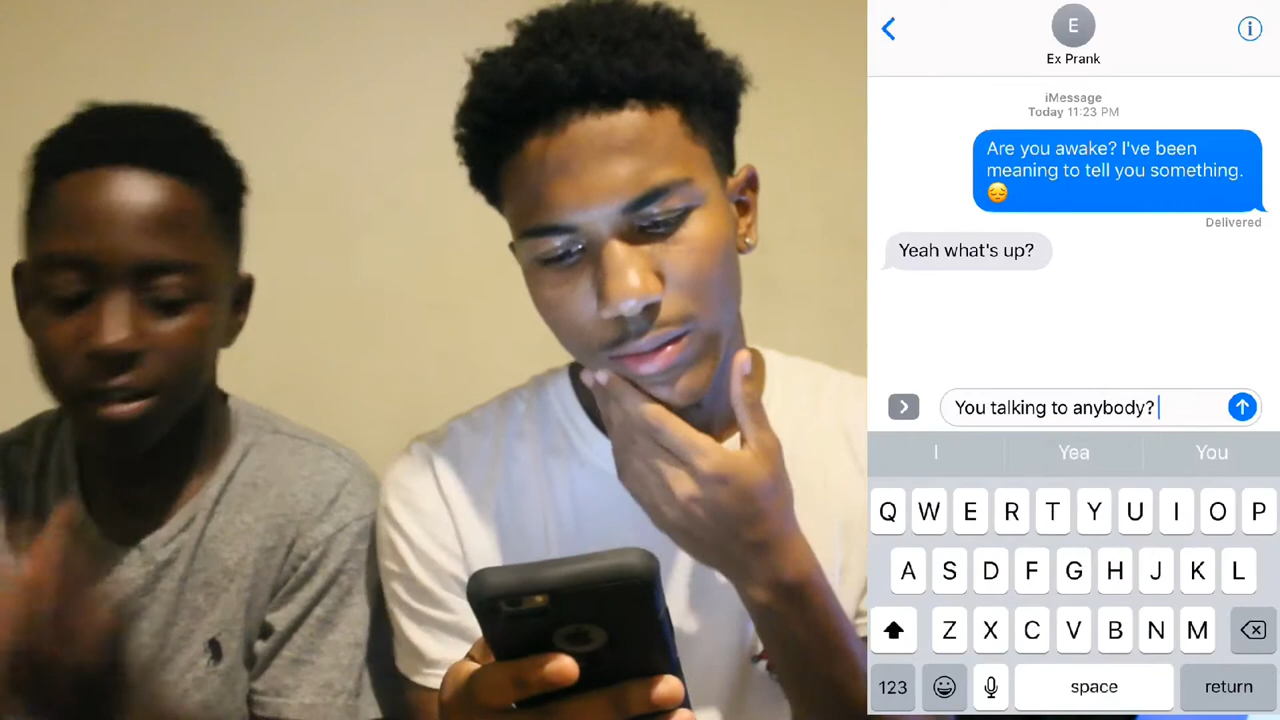 E
Ex Prank
iMessage
Today 11:23 PM
Are you awake? I've been
meaning to tell you something.
😔
Delivered
Yeah what's up?
You talking to anybody?
I Yea You
Q W E R T Y U I O P
A S D F G H J K L
Z X C V B N M
123 space return